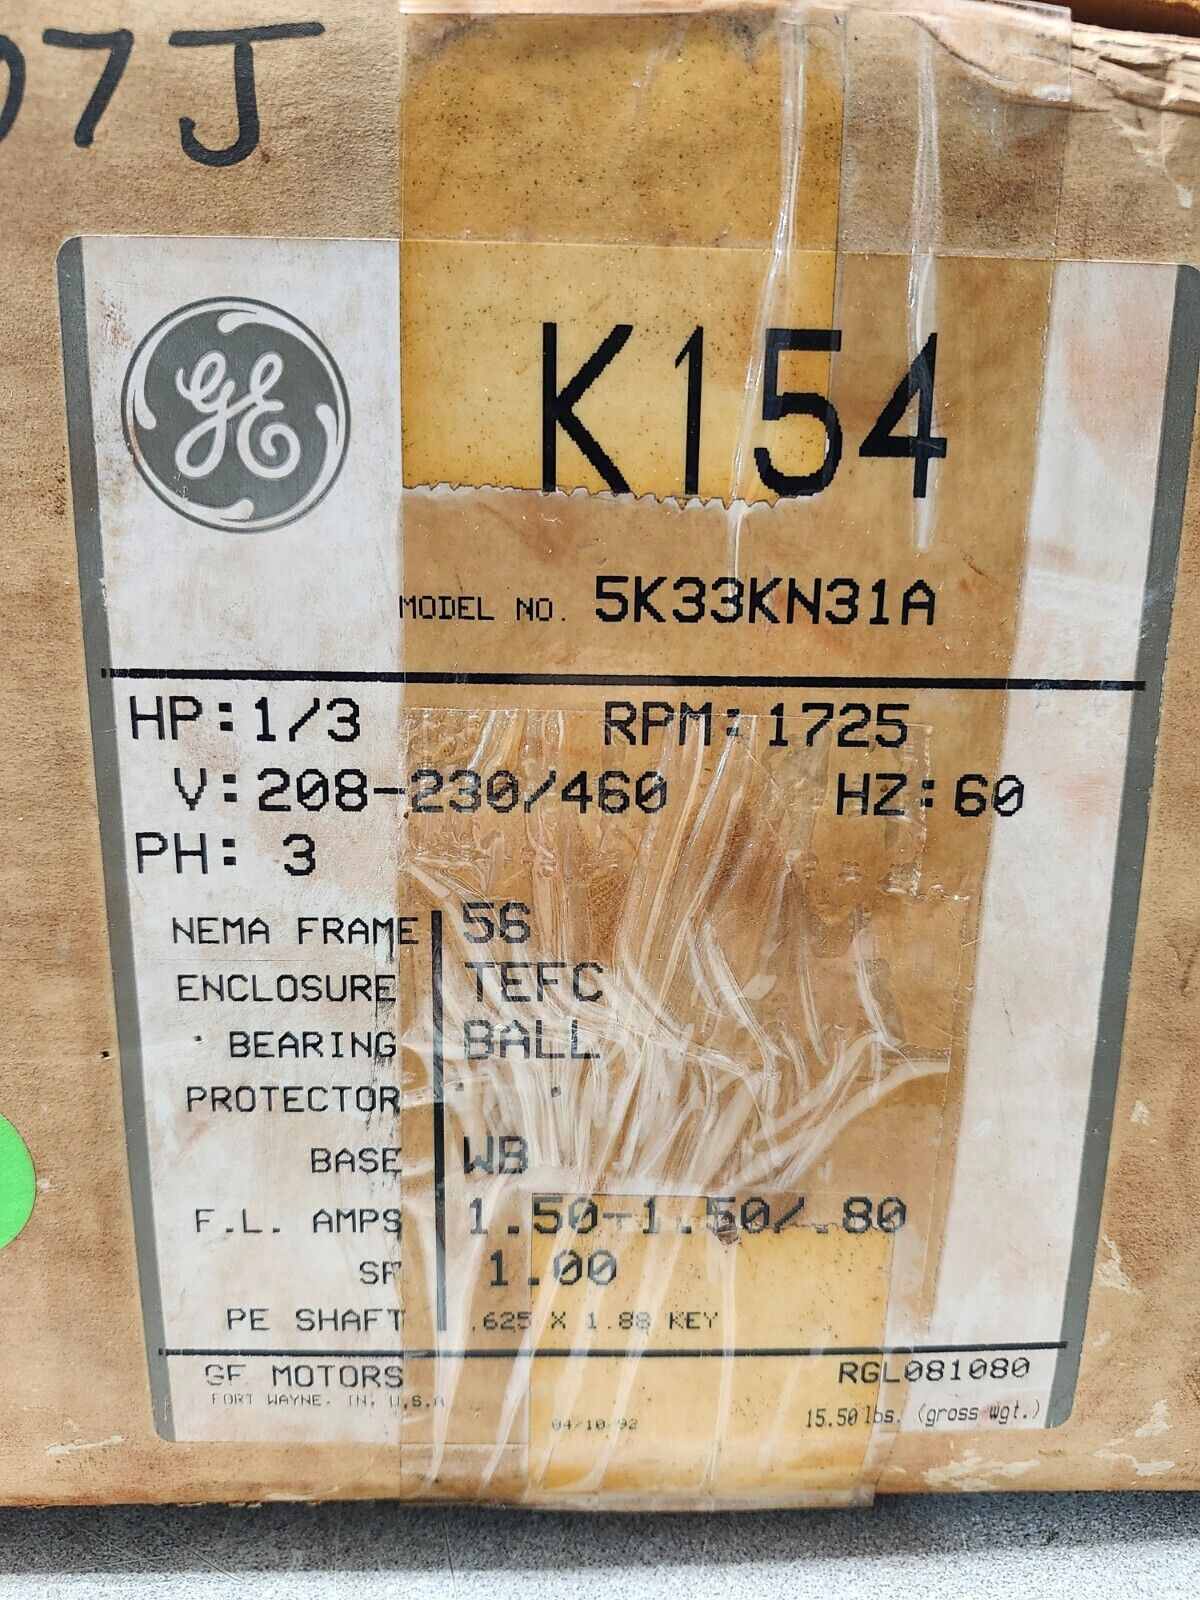 07J
GE
K154
MODEL NO. 5K33KN31A
HP: 1/3 RPM: 1725
V: 208-230/460 HZ: 60
PH: 3
NEMA FRAME 56
ENCLOSURE TEFC
BEARING BALL
PROTECTOR
BASE WB
F.L. AMPS 1.50-1.50/.80
SF 1.00
PE SHAFT .625 X 1.88 KEY
GE MOTORS RGL081080
FORT WAYNE, IN, U.S.A
04/10/92 15.50 lbs. (gross wgt.)